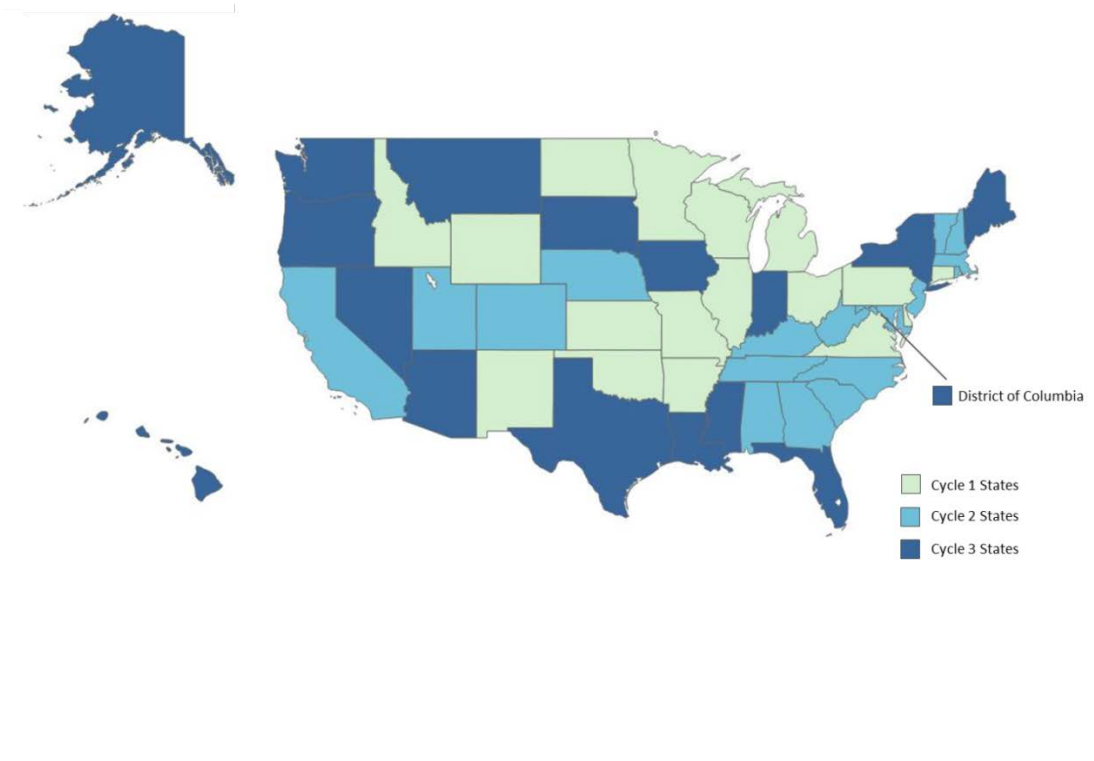 District of Columbia
Cycle 1 States
Cycle 2 States
Cycle 3 States